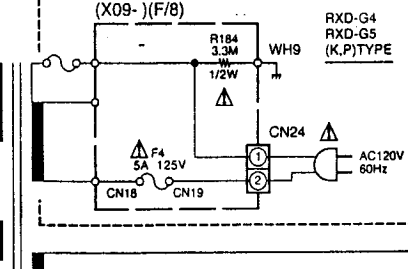 (X09- )(F/8)
RXD-G4
RXD-G5
(K,P)TYPE
R184
3.3M
1/2W
WH9
CN24
F4
5A 125V
1
2
AC120V
60Hz
CN18
CN19